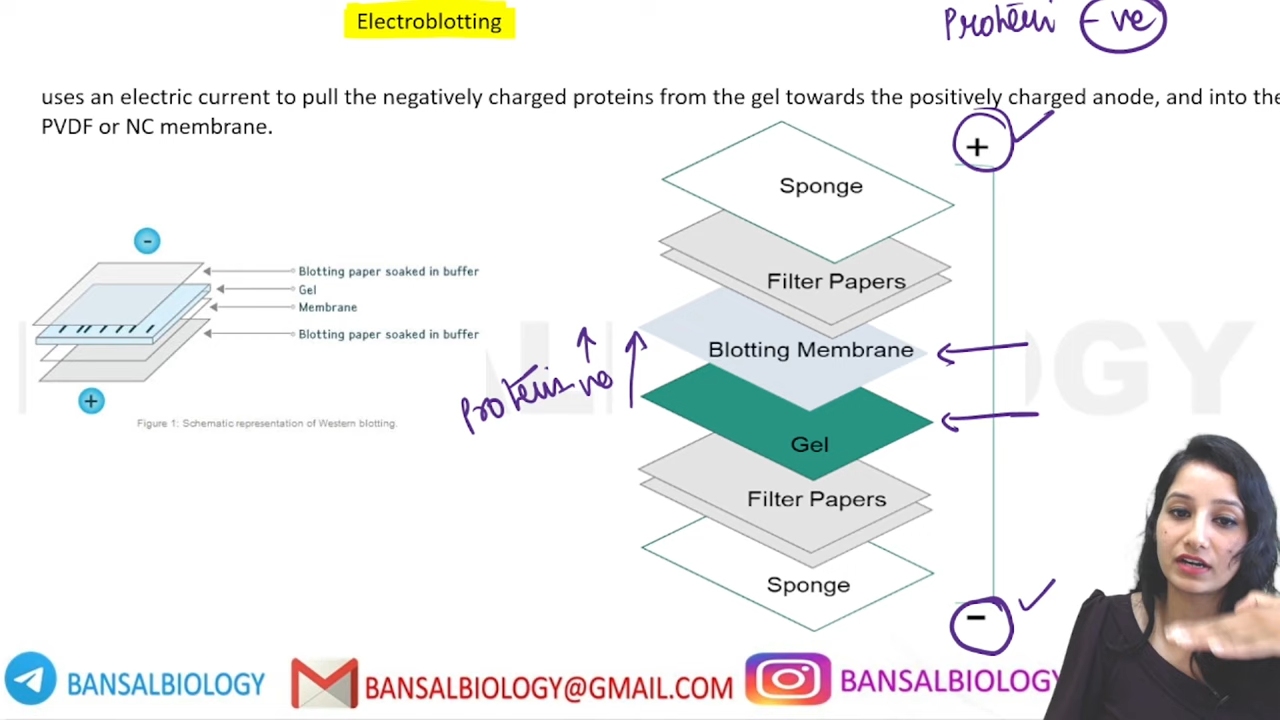 Electroblotting
Protein -ve
uses an electric current to pull the negatively charged proteins from the gel towards the positively charged anode, and into the
PVDF or NC membrane.
+
Sponge
Filter Papers
Blotting Membrane
Gel
Filter Papers
Sponge
-
Proteins -ve
-
Blotting paper soaked in buffer
Gel
Membrane
Blotting paper soaked in buffer
+
Figure 1: Schematic representation of Western blotting.
BANSALBIOLOGY
BANSALBIOLOGY@GMAIL.COM
BANSALBIOLOGY